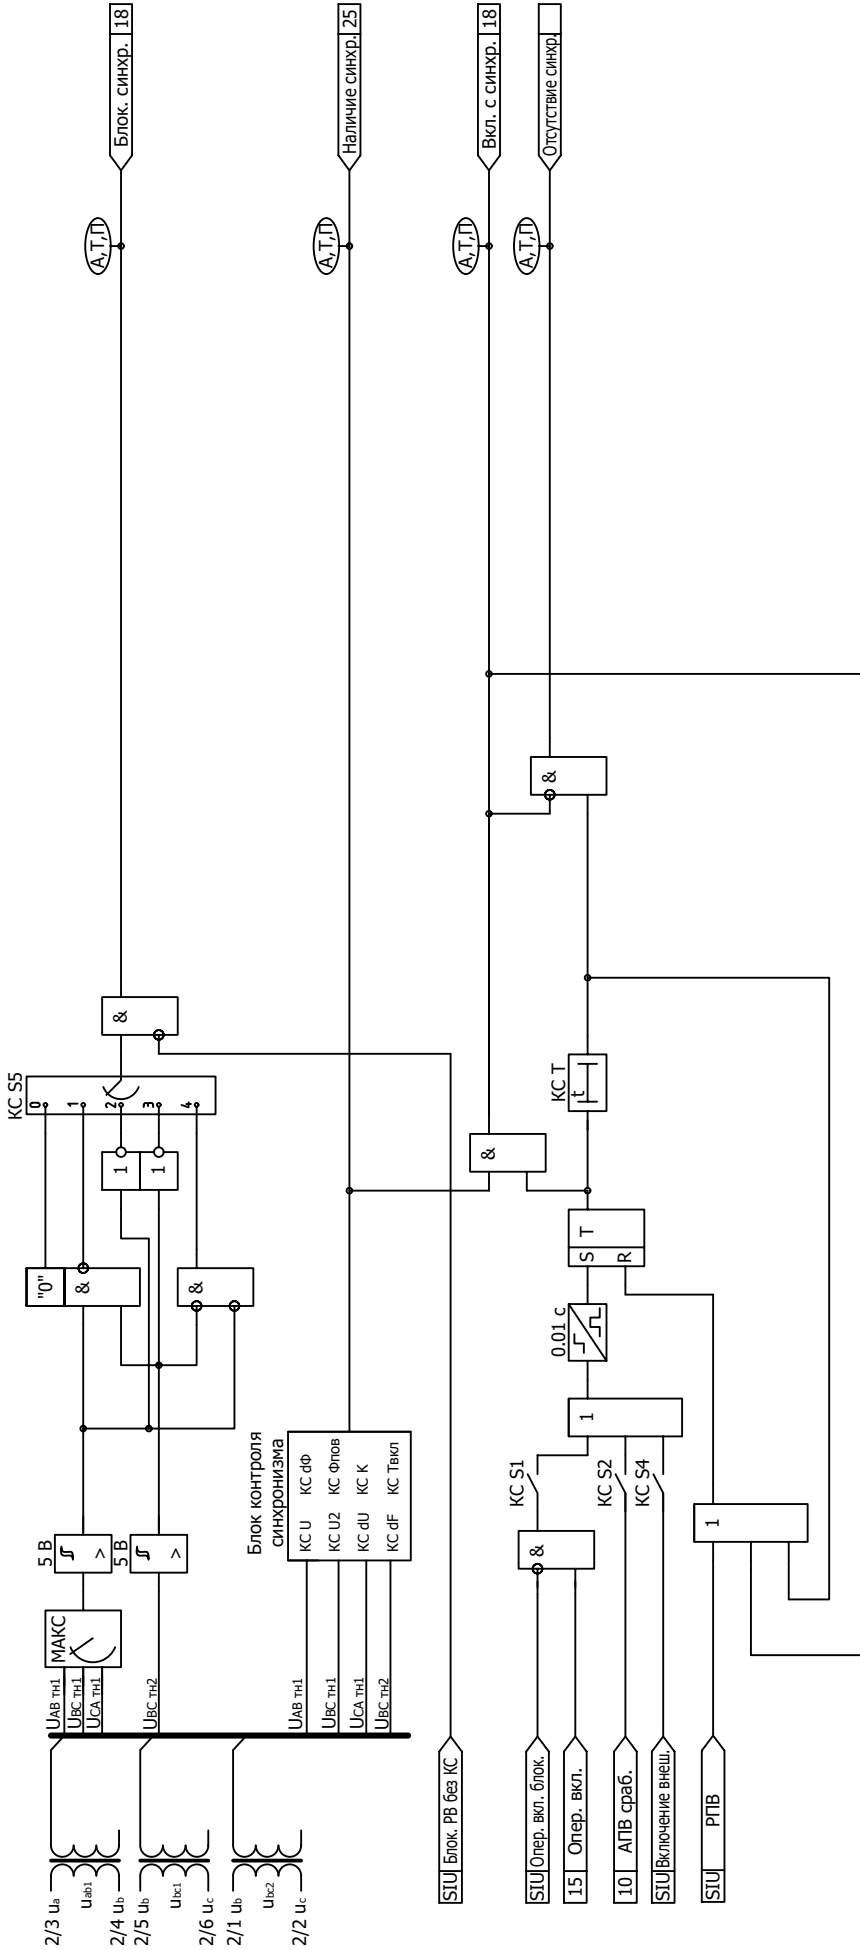 2/3 ua
uab1
2/4 ub
2/5 ub
ubc1
2/6 uc
2/1 ub
ubc2
2/2 uc
UAB тн1
UBC тн1
UCA тн1
UBC тн2
МАКС
5 В
>
5 В
>
"0"
&
&
1
1
КС S5
0
1
2
3
4
&
А,Т,П
Блок. синхр. 18
UAB тн1
UBC тн1
UCA тн1
UBC тн2
Блок контроля
синхронизма
КС U КС dФ
КС U2 КС Фпов
КС dU КС K
КС dF КС Tвкл
А,Т,П
Наличие синхр. 25
SIU Блок. РВ без КС
SIU Опер. вкл. блок.
15 Опер. вкл.
10 АПВ сраб.
SIU Включение внеш.
SIU РПВ
&
КС S1
КС S2
КС S4
1
1
0.01 с
S T
R
КС T
t
&
&
А,Т,П
Вкл. с синхр. 18
А,Т,П
Отсутствие синхр.